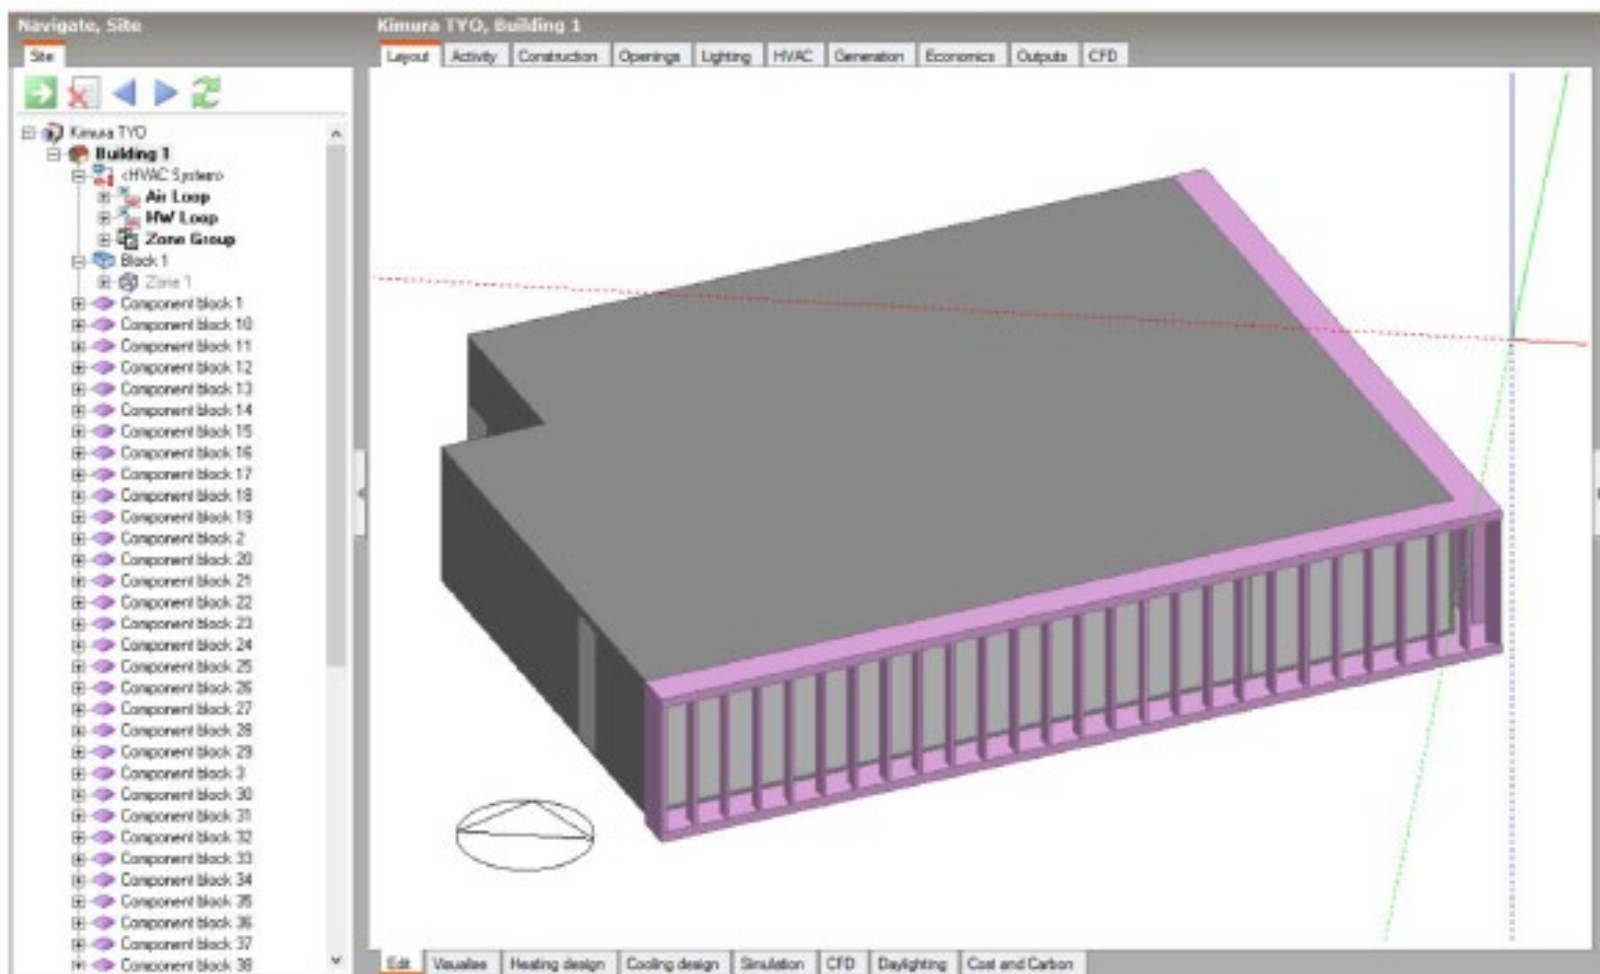 Navigate, Site
Site
Kimura TYO
Building 1
<HVAC System>
Air Loop
HW Loop
Zone Group
Block 1
Zone 1
Component block 1
Component block 10
Component block 11
Component block 12
Component block 13
Component block 14
Component block 15
Component block 16
Component block 17
Component block 18
Component block 19
Component block 2
Component block 20
Component block 21
Component block 22
Component block 23
Component block 24
Component block 25
Component block 26
Component block 27
Component block 28
Component block 29
Component block 3
Component block 30
Component block 31
Component block 32
Component block 33
Component block 34
Component block 35
Component block 36
Component block 37
Component block 38
Kimura TYO, Building 1
Layout Activity Construction Openings Lighting HVAC Generation Economics Outputs CFD
Edit Visualise Heating design Cooling design Simulation CFD Daylighting Cost and Carbon